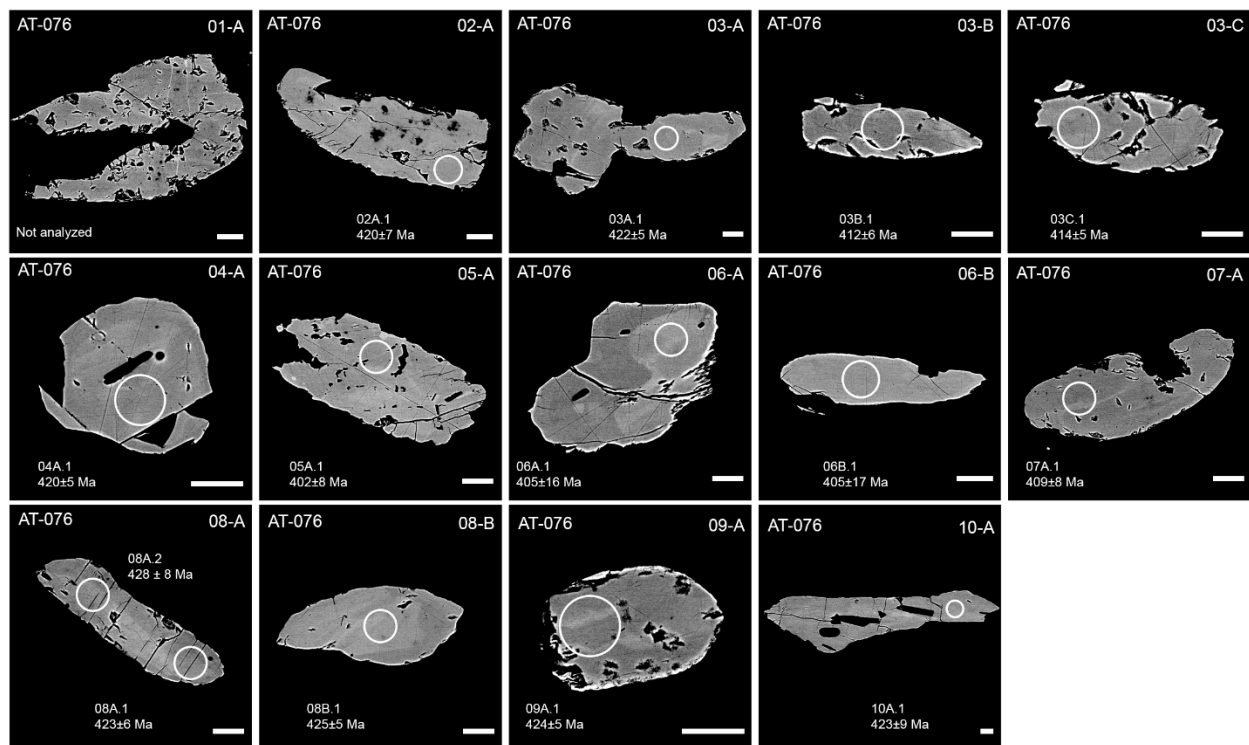 AT-076 01-A
Not analyzed
AT-076 02-A
02A.1
420±7 Ma
AT-076 03-A
03A.1
422±5 Ma
AT-076 03-B
03B.1
412±6 Ma
AT-076 03-C
03C.1
414±5 Ma
AT-076 04-A
04A.1
420±5 Ma
AT-076 05-A
05A.1
402±8 Ma
AT-076 06-A
06A.1
405±16 Ma
AT-076 06-B
06B.1
405±17 Ma
AT-076 07-A
07A.1
409±8 Ma
AT-076 08-A
08A.2
428 ± 8 Ma
08A.1
423±6 Ma
AT-076 08-B
08B.1
425±5 Ma
AT-076 09-A
09A.1
424±5 Ma
AT-076 10-A
10A.1
423±9 Ma